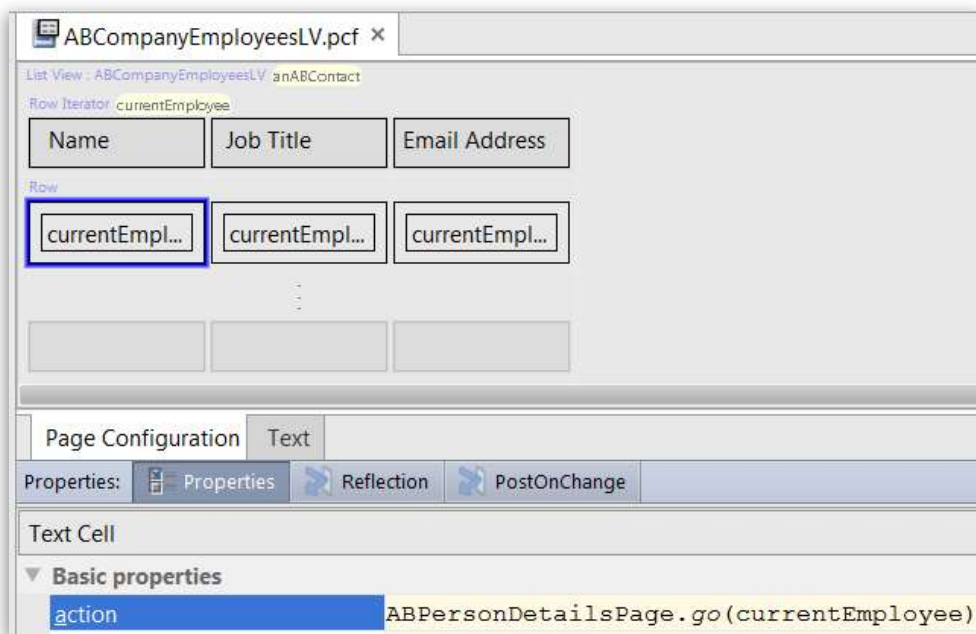 ABCompanyEmployeesLV.pcf ×
List View : ABCompanyEmployeesLV anABContact
Row Iterator currentEmployee
Name Job Title Email Address
Row
currentEmpl... currentEmpl... currentEmpl...
Page Configuration Text
Properties: Properties Reflection PostOnChange
Text Cell
Basic properties
action ABPersonDetailsPage.go(currentEmployee)